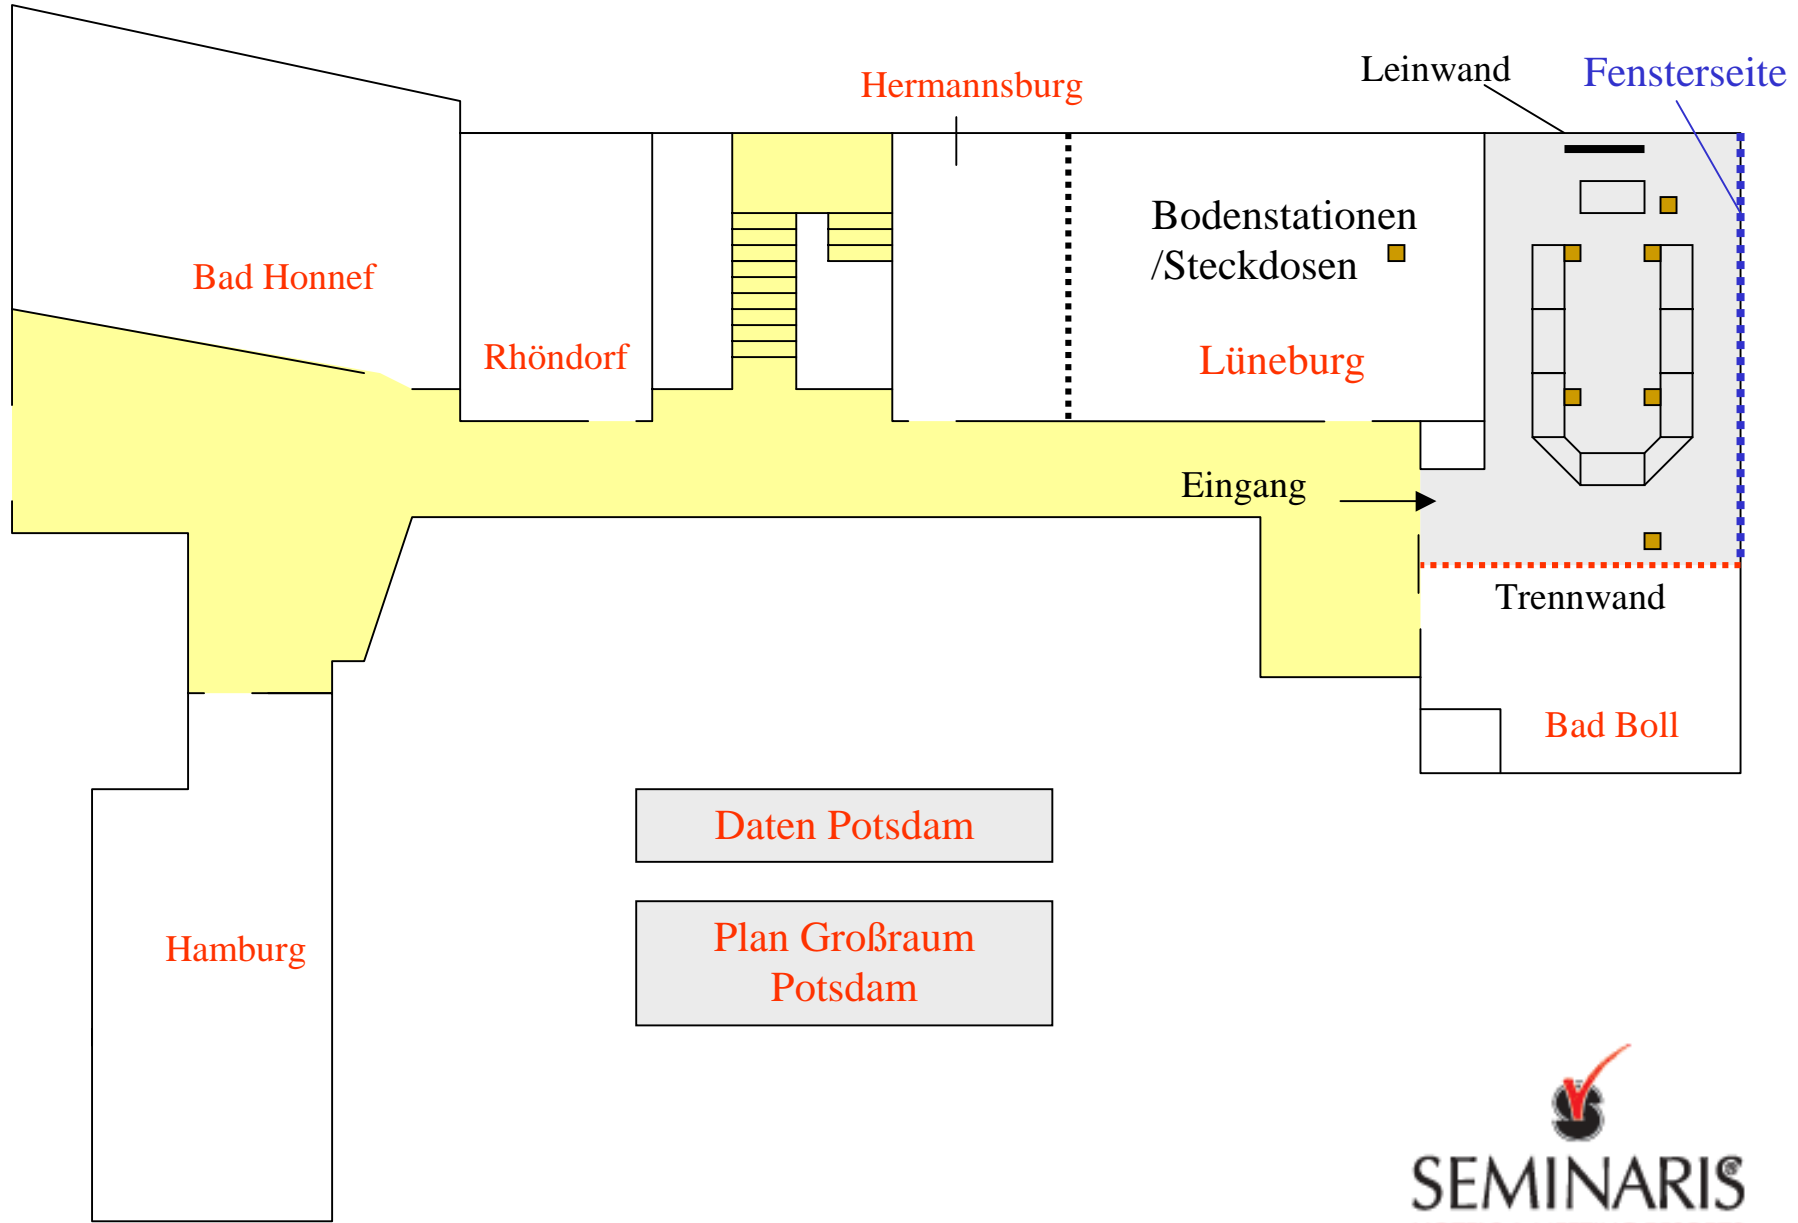 Leinwand
Fensterseite
Hermannsburg
Bodenstationen
/Steckdosen
Bad Honnef
Rhöndorf
Lüneburg
Eingang
Trennwand
Bad Boll
Daten Potsdam
Plan Großraum
Potsdam
Hamburg
SEMINARIS®